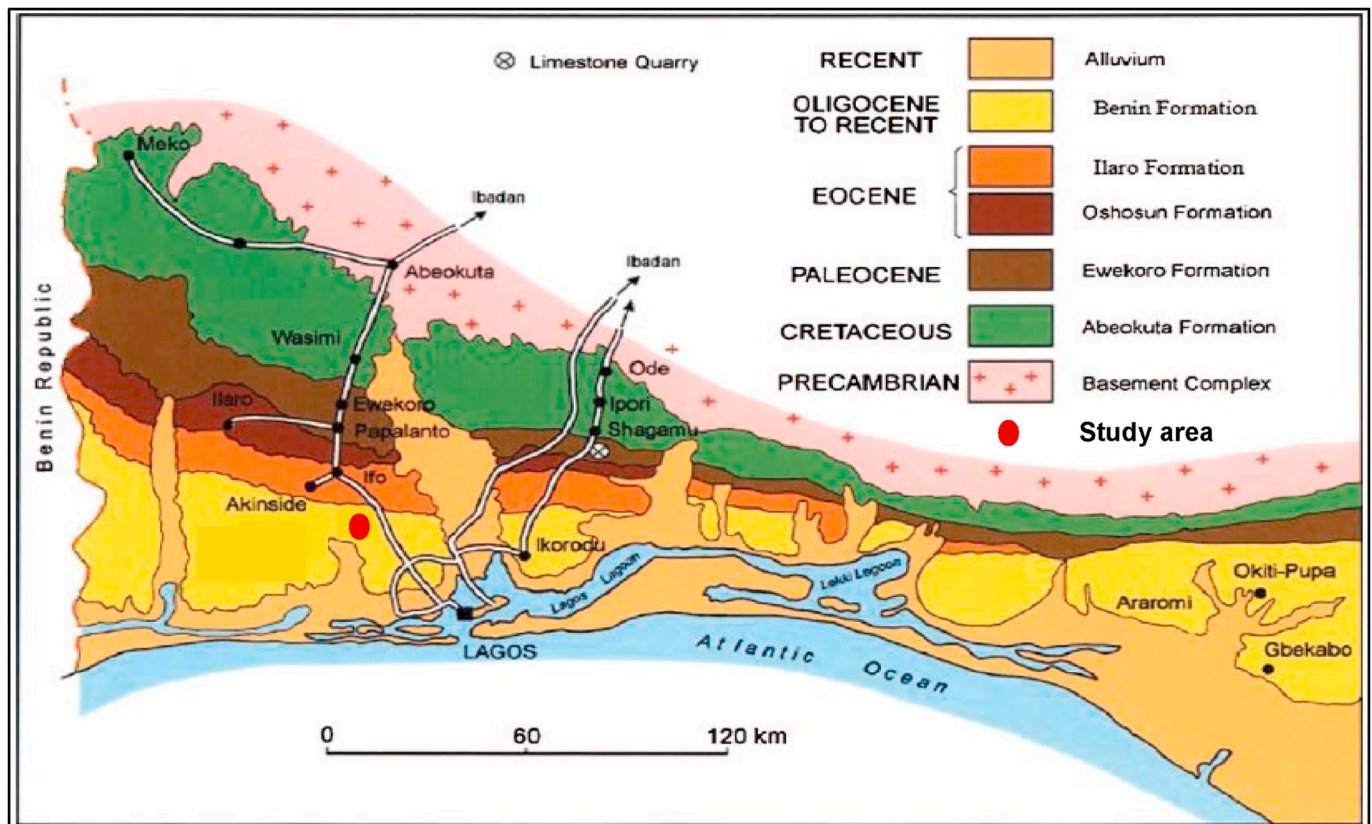 Limestone Quarry
RECENT
Alluvium
OLIGOCENE
TO RECENT
Benin Formation
EOCENE
Ilaro Formation
Oshosun Formation
PALEOCENE
Ewekoro Formation
CRETACEOUS
Abeokuta Formation
PRECAMBRIAN
Basement Complex
Study area
Meko
Ibadan
Abeokuta
Ibadan
Benin Republic
Wasimi
Ode
Ilaro
Ewekoro
Ipori
Papalanto
Shagamu
Ifo
Akinside
Ikorodu
Lagos Lagoon
Lekki Lagoon
Okiti-Pupa
Araromi
LAGOS
Atlantic Ocean
Gbekabo
0 60 120 km